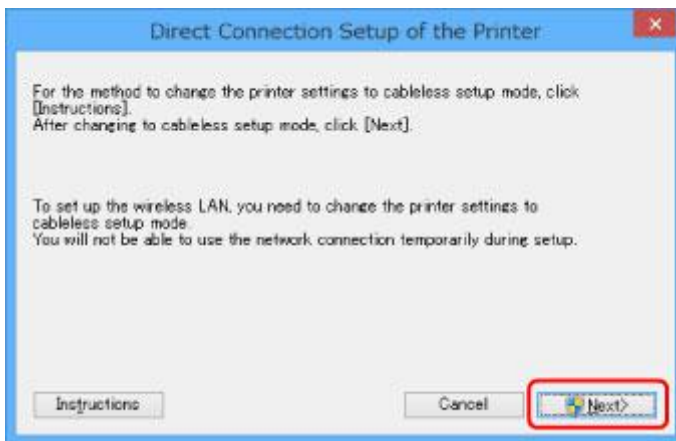 Direct Connection Setup of the Printer
For the method to change the printer settings to cableless setup mode, click
[Instructions].
After changing to cableless setup mode, click [Next].
To set up the wireless LAN, you need to change the printer settings to
cableless setup mode.
You will not be able to use the network connection temporarily during setup.
Instructions
Cancel
Next>